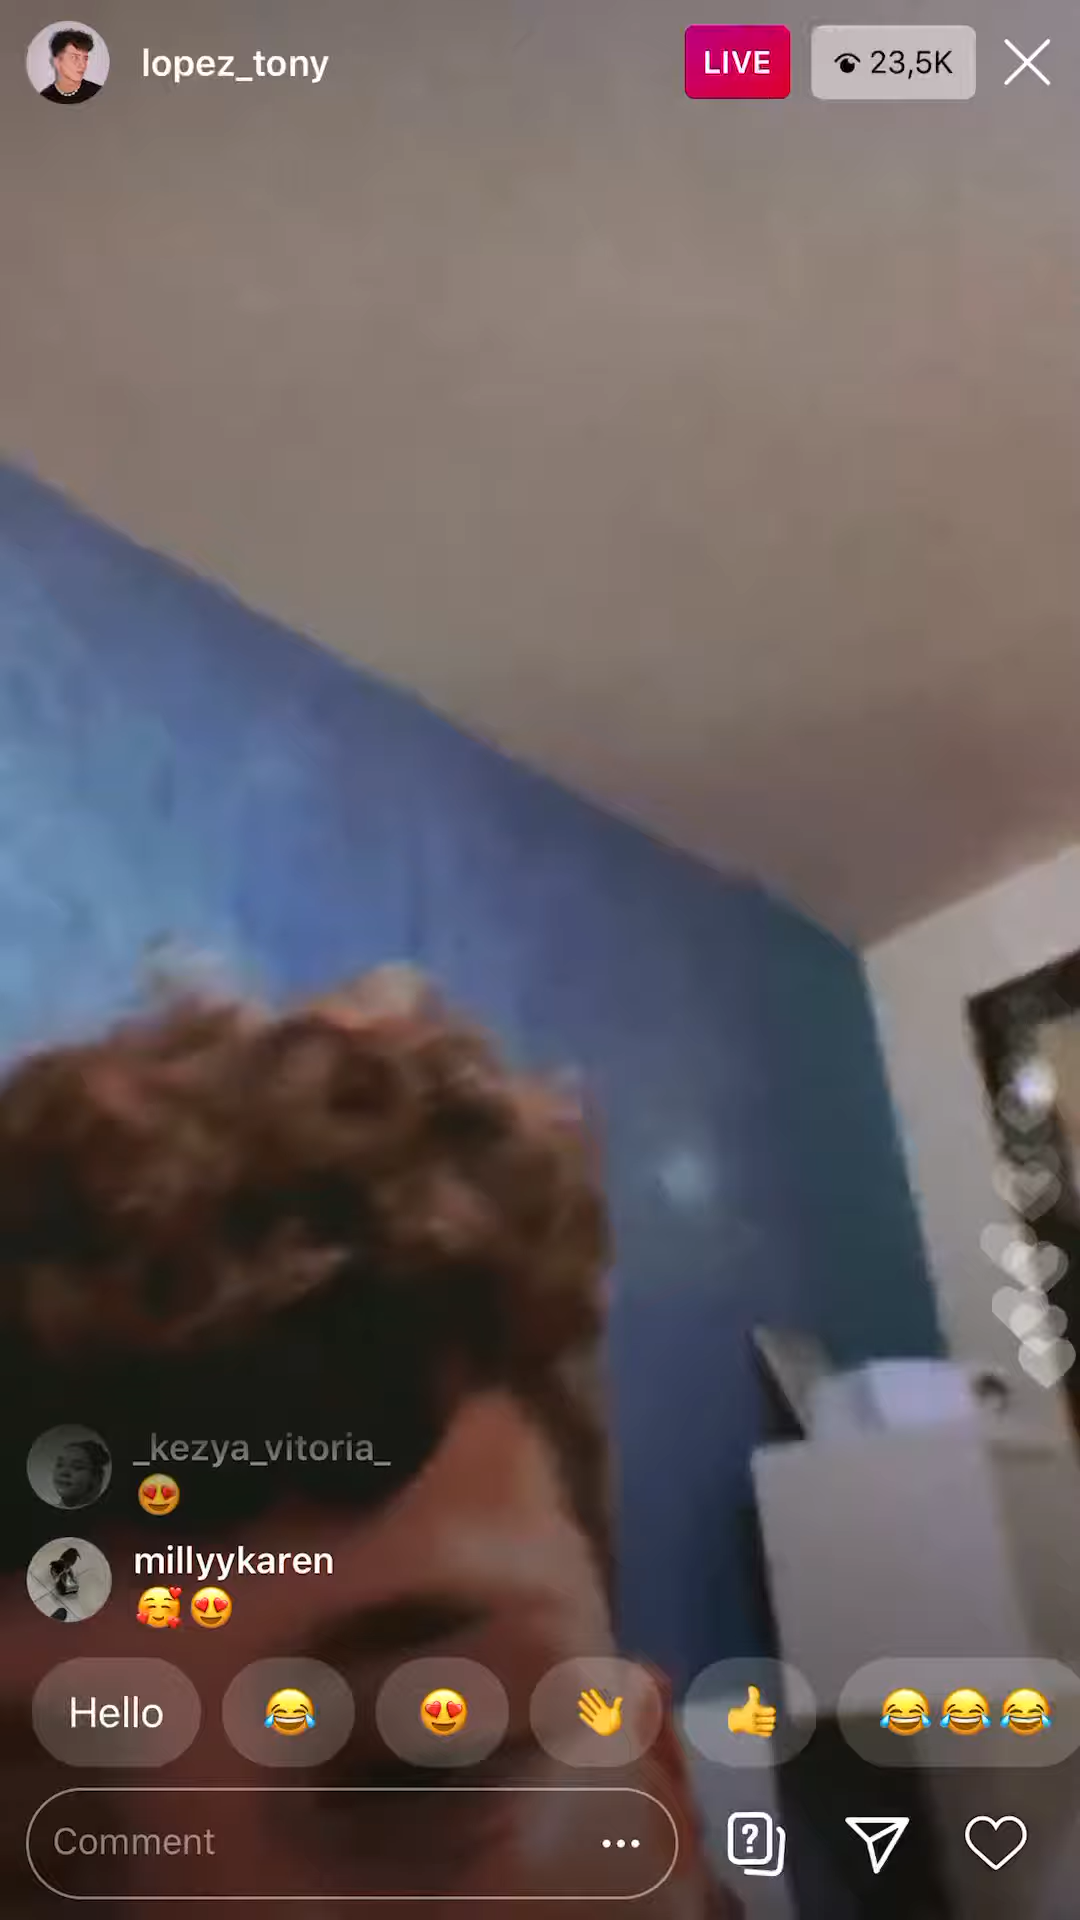 lopez_tony
LIVE
23,5K
_kezya_vitoria_
😍
millyykaren
🥰😍
Hello
😂
😍
👋
👍
😂😂😂
Comment